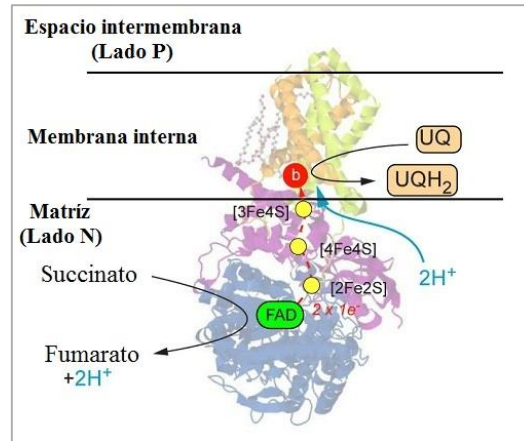 Espacio intermembrana
(Lado P)
Membrana interna
UQ
b
UQH₂
Matríz
(Lado N)
[3Fe4S]
[4Fe4S]
Succinato
2H⁺
[2Fe2S]
FAD
2 x 1e⁻
Fumarato
+2H⁺